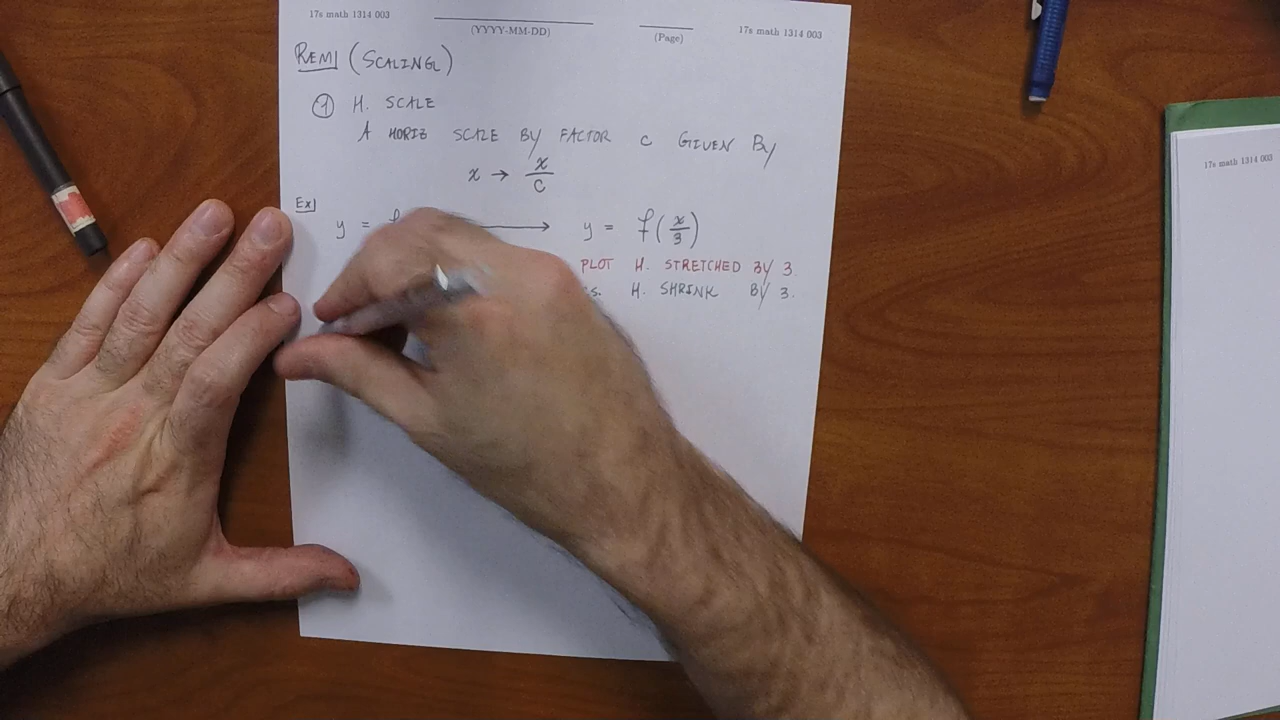 17s math 1314 003 (YYYY-MM-DD) (Page) 17s math 1314 003
REM (SCALING)
① H. SCALE
A HORIZ SCALE BY FACTOR C GIVEN BY
x → x/c
Ex
y = f → y = f(x/3)
PLOT H. STRETCHED BY 3.
H. SHRINK BY 3.
17s math 1314 003